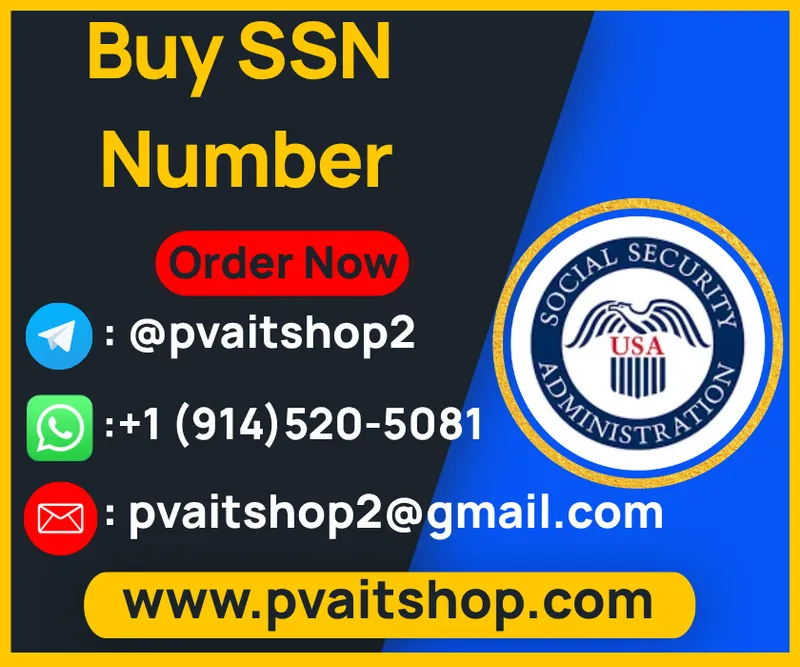 Buy SSN
Number
Order Now
: @pvaitshop2
:+1 (914)520-5081
: pvaitshop2@gmail.com
www.pvaitshop.com
SOCIAL SECURITY
USA
ADMINISTRATION